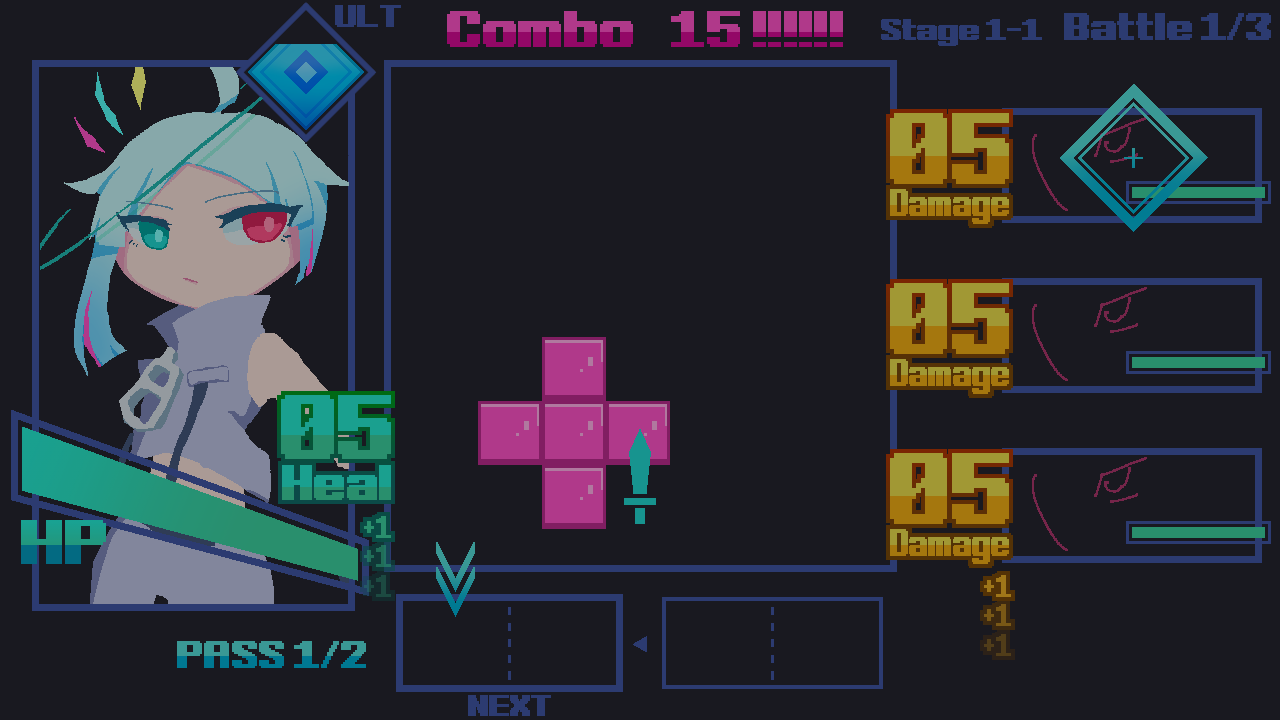 ULT
Combo 15!!!!!!
Stage 1-1 Battle 1/3
05
Damage
05
Damage
05
Damage
+1
+1
+1
05
Heal
+1
+1
+1
HP
PASS 1/2
NEXT